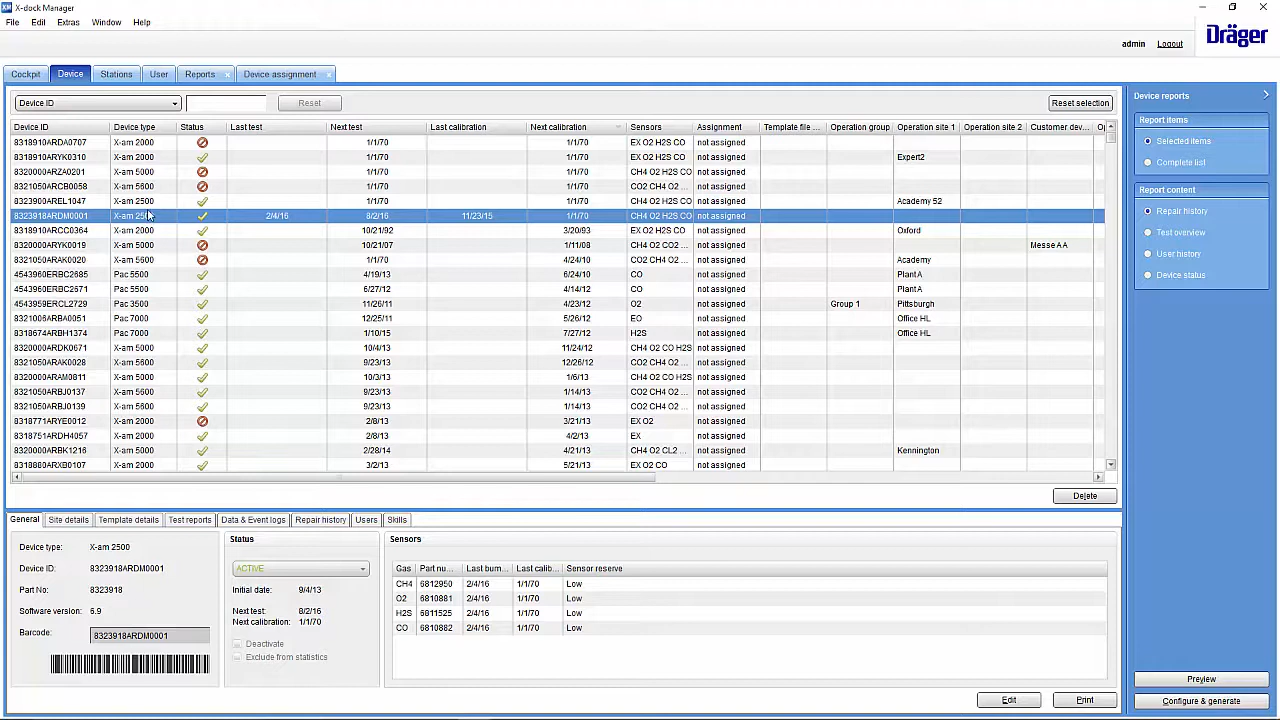 X-dock Manager
File Edit Extras Window Help
admin Logout
Dräger
Cockpit Device Stations User Reports Device assignment
Device ID Reset Reset selection
Device ID Device type Status Last test Next test Last calibration Next calibration Sensors Assignment Template file ... Operation group Operation site 1 Operation site 2 Customer dev...
8318910ARDA0707 X-am 2000 1/1/70 1/1/70 EX O2 H2S CO not assigned
8318910ARYK0310 X-am 2000 1/1/70 1/1/70 EX O2 H2S CO not assigned Expert2
8320000ARZA0201 X-am 5000 1/1/70 1/1/70 CH4 O2 H2S CO not assigned
8321050ARCB0058 X-am 5600 1/1/70 1/1/70 CO2 CH4 O2 ... not assigned
8323900AREL1047 X-am 2500 1/1/70 1/1/70 CH4 O2 H2S CO not assigned Academy 52
8323918ARDM0001 X-am 2500 2/4/16 8/2/16 11/23/15 1/1/70 CH4 O2 H2S CO not assigned
8318910ARCC0364 X-am 2000 10/21/92 3/20/93 EX O2 H2S CO not assigned Oxford
8320000ARYK0019 X-am 5000 10/21/07 1/11/08 CH4 O2 CO2 ... not assigned Messe AA
8321050ARAK0020 X-am 5600 1/1/70 4/24/10 CO2 CH4 O2 ... not assigned Academy
4543960ERBC2685 Pac 5500 4/19/13 6/24/10 CO not assigned Plant A
4543960ERBC2671 Pac 5500 6/27/12 4/14/12 CO not assigned Plant A
4543959ERCL2729 Pac 3500 11/26/11 4/23/12 O2 not assigned Group 1 Pittsburgh
8321006ARBA0051 Pac 7000 12/25/11 5/26/12 EO not assigned Office HL
8318674ARBH1374 Pac 7000 1/10/15 7/27/12 H2S not assigned Office HL
8320000ARDK0671 X-am 5000 10/4/13 11/24/12 CH4 O2 CO H2S not assigned
8321050ARAK0028 X-am 5600 9/23/13 12/26/12 CO2 CH4 O2 ... not assigned
8320000ARAM0811 X-am 5000 10/3/13 1/6/13 CH4 O2 CO H2S not assigned
8321050ARBJ0137 X-am 5600 9/23/13 1/14/13 CO2 CH4 O2 ... not assigned
8321050ARBJ0139 X-am 5600 9/23/13 1/14/13 CO2 CH4 O2 ... not assigned
8318771ARYE0012 X-am 2000 2/8/13 3/21/13 EX O2 not assigned
8318751ARDH4057 X-am 2000 2/8/13 4/2/13 EX not assigned
8320000ARBK1216 X-am 5000 2/28/14 4/21/13 CH4 O2 CL2 ... not assigned Kennington
8318880ARXB0107 X-am 2000 3/2/13 5/21/13 EX O2 CO not assigned
Delete
General Site details Template details Test reports Data & Event logs Repair history Users Skills
Device type: X-am 2500
Device ID: 8323918ARDM0001
Part No: 8323918
Software version: 6.9
Barcode: 8323918ARDM0001
Status
ACTIVE
Initial date: 9/4/13
Next test: 8/2/16
Next calibration: 1/1/70
Deactivate
Exclude from statistics
Sensors
Gas Part nu... Last bum... Last calib... Sensor reserve
CH4 6812950 2/4/16 1/1/70 Low
O2 6810881 2/4/16 1/1/70 Low
H2S 6811525 2/4/16 1/1/70 Low
CO 6810882 2/4/16 1/1/70 Low
Edit Print
Device reports
Report items
Selected items
Complete list
Report content
Repair history
Test overview
User history
Device status
Preview
Configure & generate